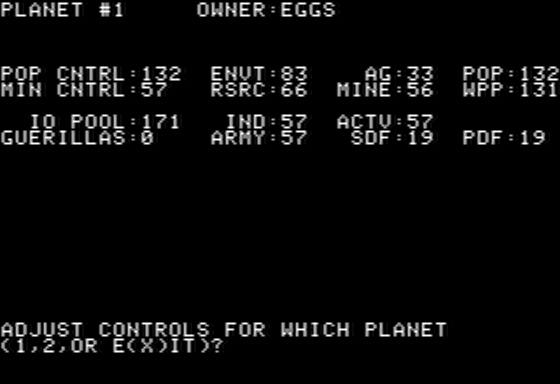 PLANET #1 OWNER:EGGS
POP CNTRL:132 ENVT:83 AG:33 POP:132
MIN CNTRL:57 RSRC:66 MINE:56 WPP:131
IO POOL:171 IND:57 ACTV:57
GUERILLAS:0 ARMY:57 SDF:19 PDF:19
ADJUST CONTROLS FOR WHICH PLANET
(1,2,OR E(X)IT)?